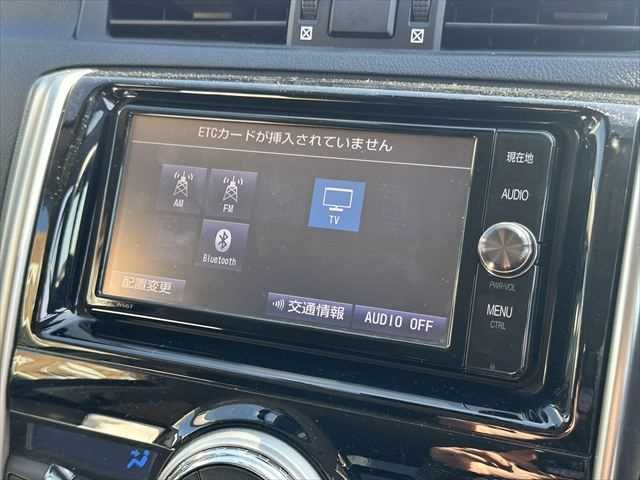 ETCカードが挿入されていません
現在地
AM
FM
TV
AUDIO
Bluetooth
PWR·VOL
配置変更
交通情報
AUDIO OFF
MENU
CTRL